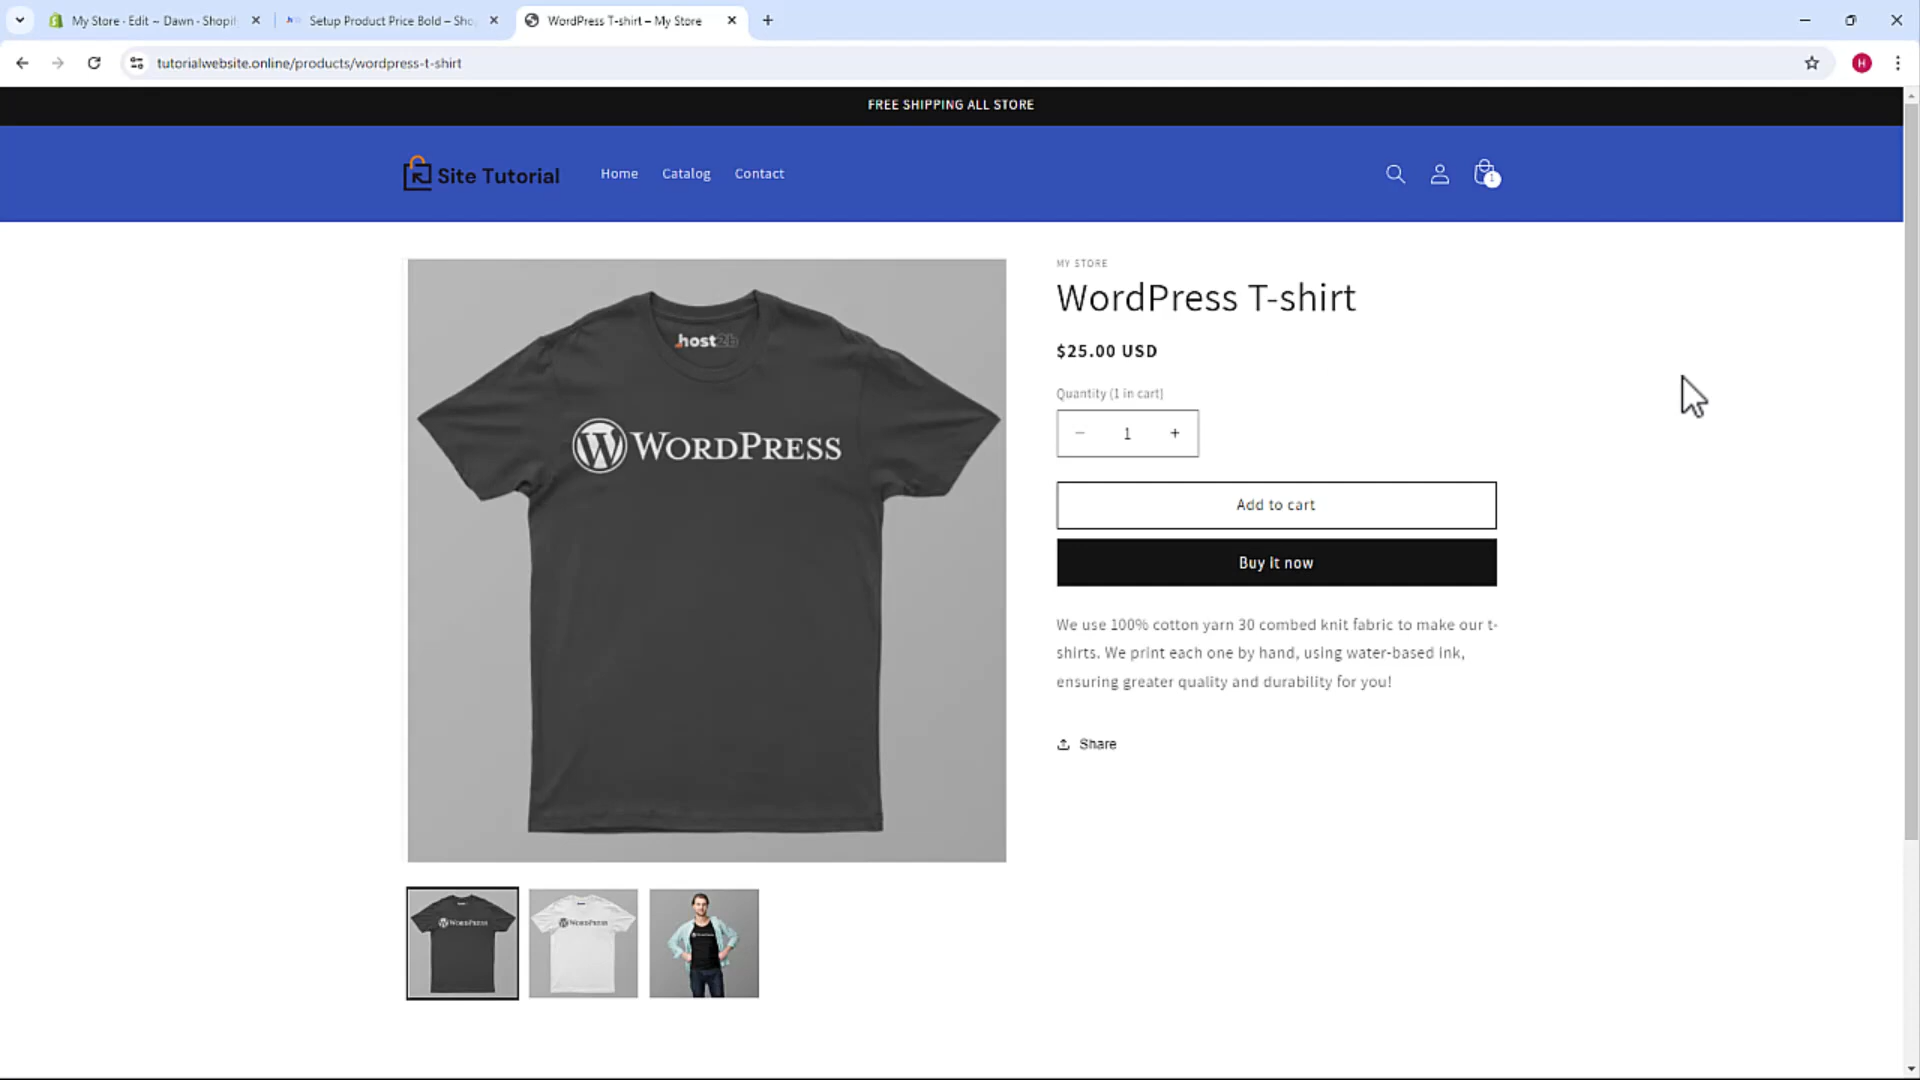 My Store · Edit ~ Dawn · Shopif
Setup Product Price Bold – Sho
WordPress T-shirt – My Store
tutorialwebsite.online/products/wordpress-t-shirt
H
FREE SHIPPING ALL STORE
Site Tutorial
Home
Catalog
Contact
1
MY STORE
WordPress T-shirt
$25.00 USD
Quantity (1 in cart)
− 1 +
Add to cart
Buy it now
We use 100% cotton yarn 30 combed knit fabric to make our t-
shirts. We print each one by hand, using water-based ink,
ensuring greater quality and durability for you!
Share
host2b
WORDPRESS
WORDPRESS
WORDPRESS